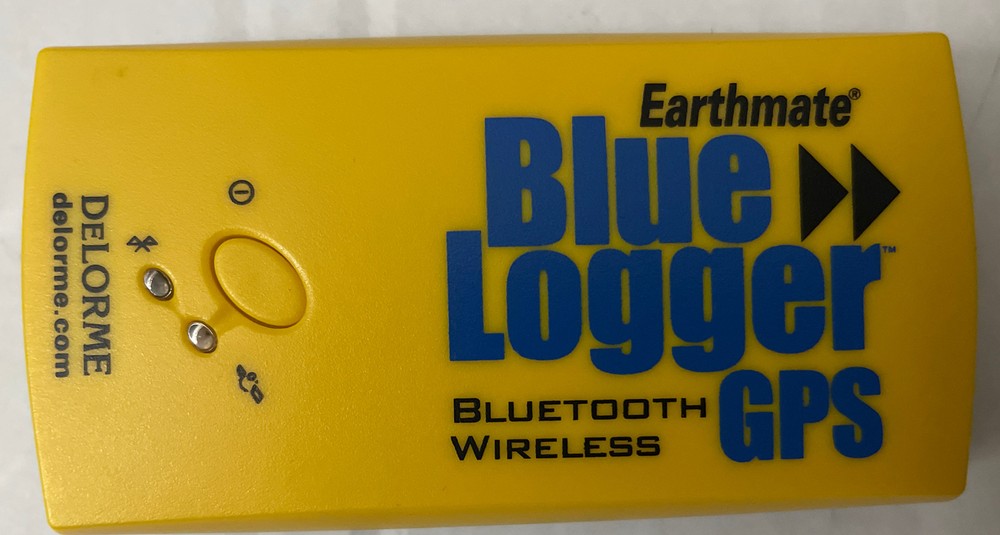 Earthmate®
Blue
Logger™
GPS
BLUETOOTH
WIRELESS
DELORME
delorme.com